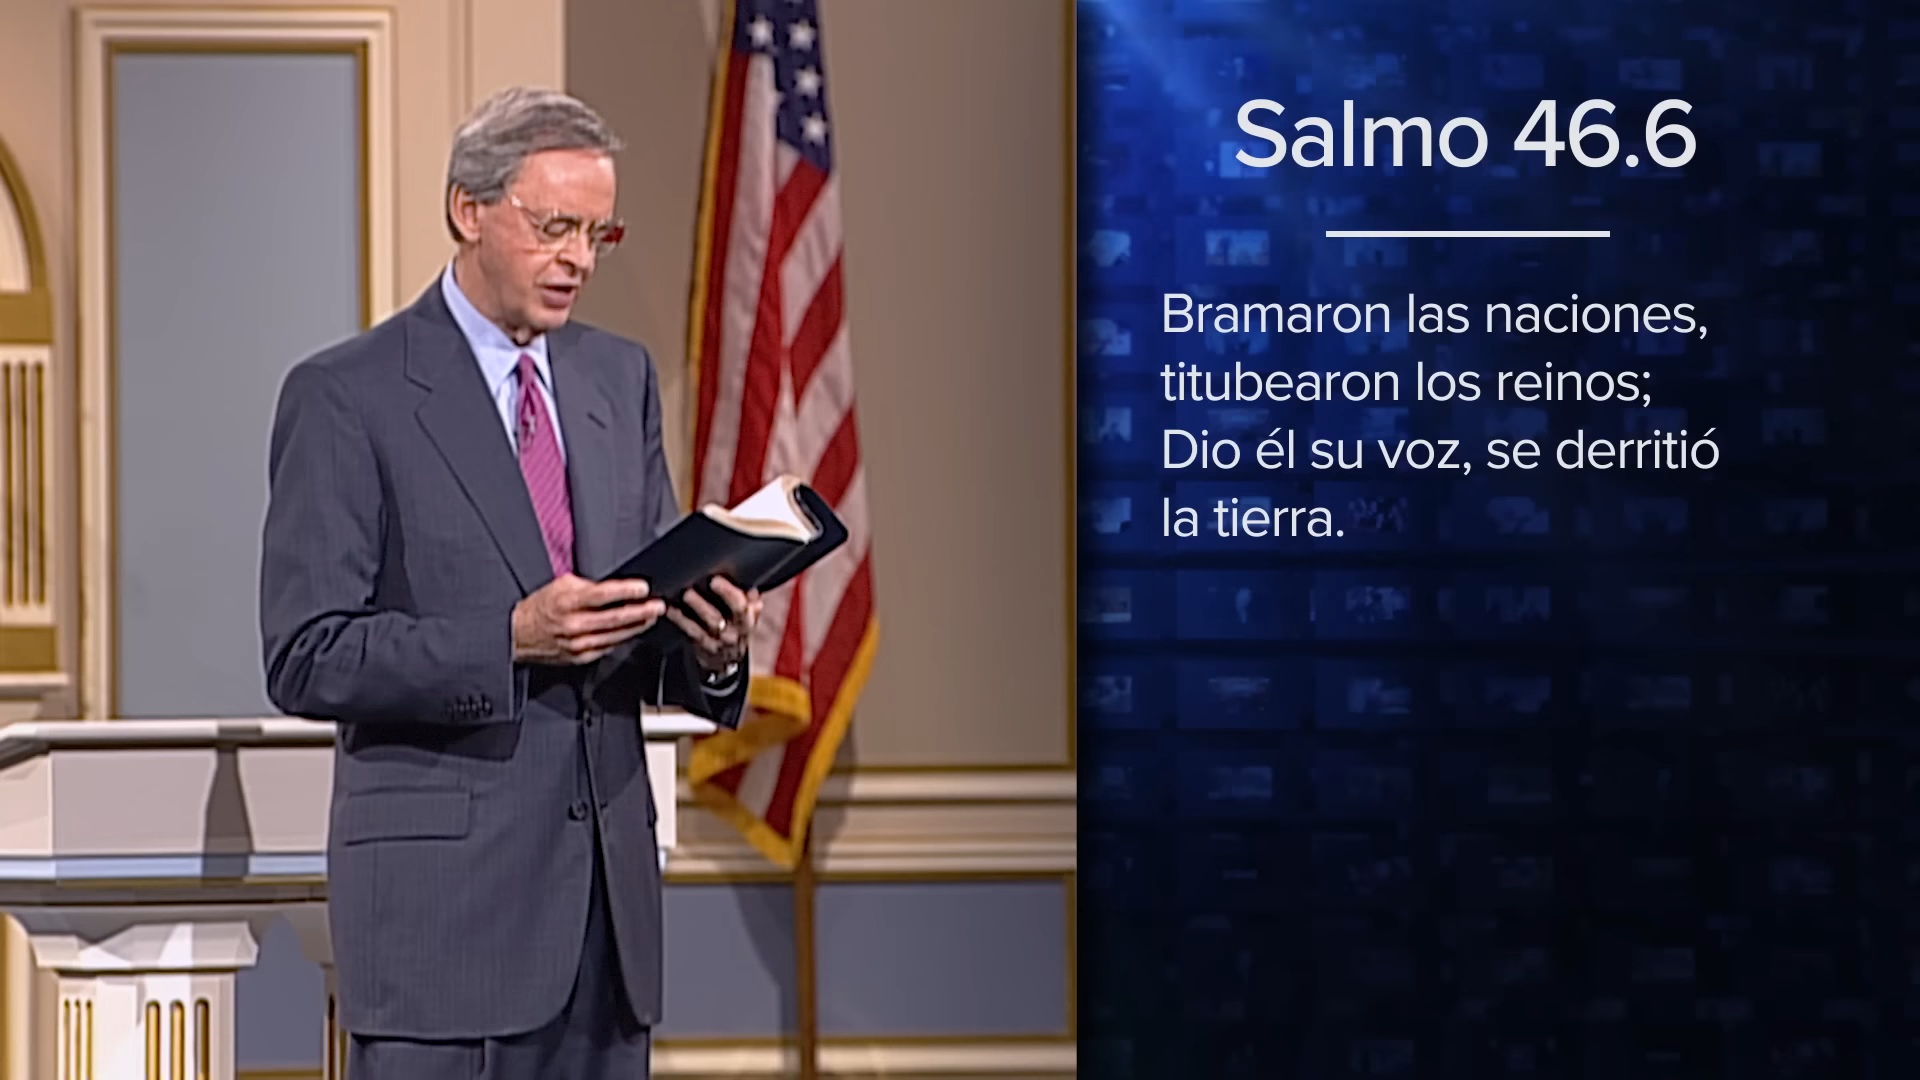 Salmo 46.6
Bramaron las naciones,
titubearon los reinos;
Dio él su voz, se derritió
la tierra.